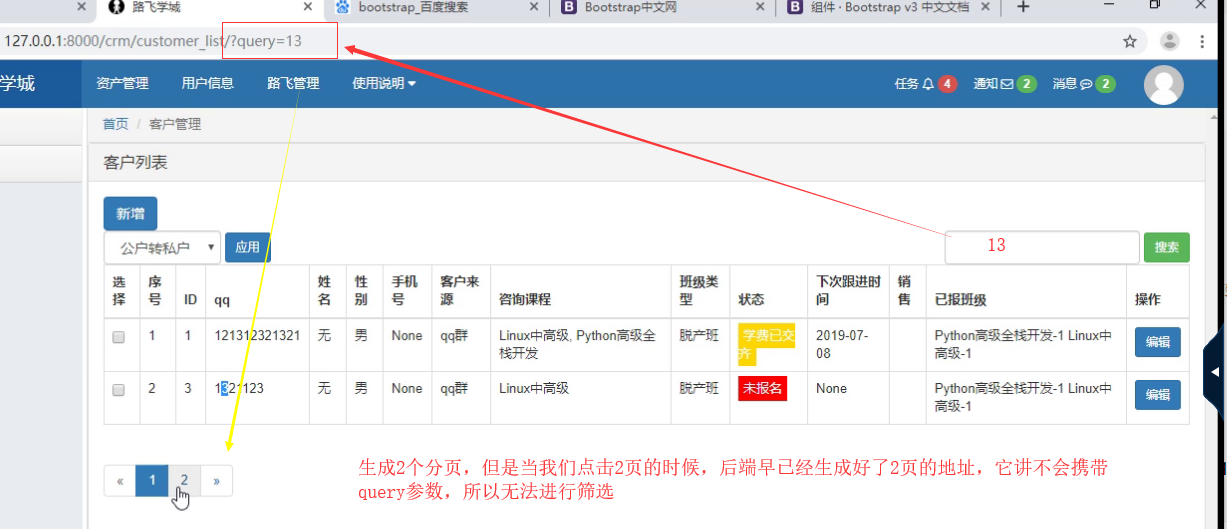 路飞学城
bootstrap_百度搜索
Bootstrap中文网
组件 · Bootstrap v3 中文文档
127.0.0.1:8000/crm/customer_list/?query=13
学城 资产管理 用户信息 路飞管理 使用说明 任务 4 通知 2 消息 2
首页 / 客户管理
客户列表
新增
公户转私户 应用 13 搜索
选择 序号 ID qq 姓名 性别 手机号 客户来源 咨询课程 班级类型 状态 下次跟进时间 销售 已报班级 操作
1 1 121312321321 无 男 None qq群 Linux中高级, Python高级全栈开发 脱产班 学费已交齐 2019-07-08 Python高级全栈开发-1 Linux中高级-1 编辑
2 3 1321123 无 男 None qq群 Linux中高级 脱产班 未报名 None Python高级全栈开发-1 Linux中高级-1 编辑
« 1 2 »
生成2个分页，但是当我们点击2页的时候，后端早已经生成好了2页的地址，它讲不会携带
query参数，所以无法进行筛选